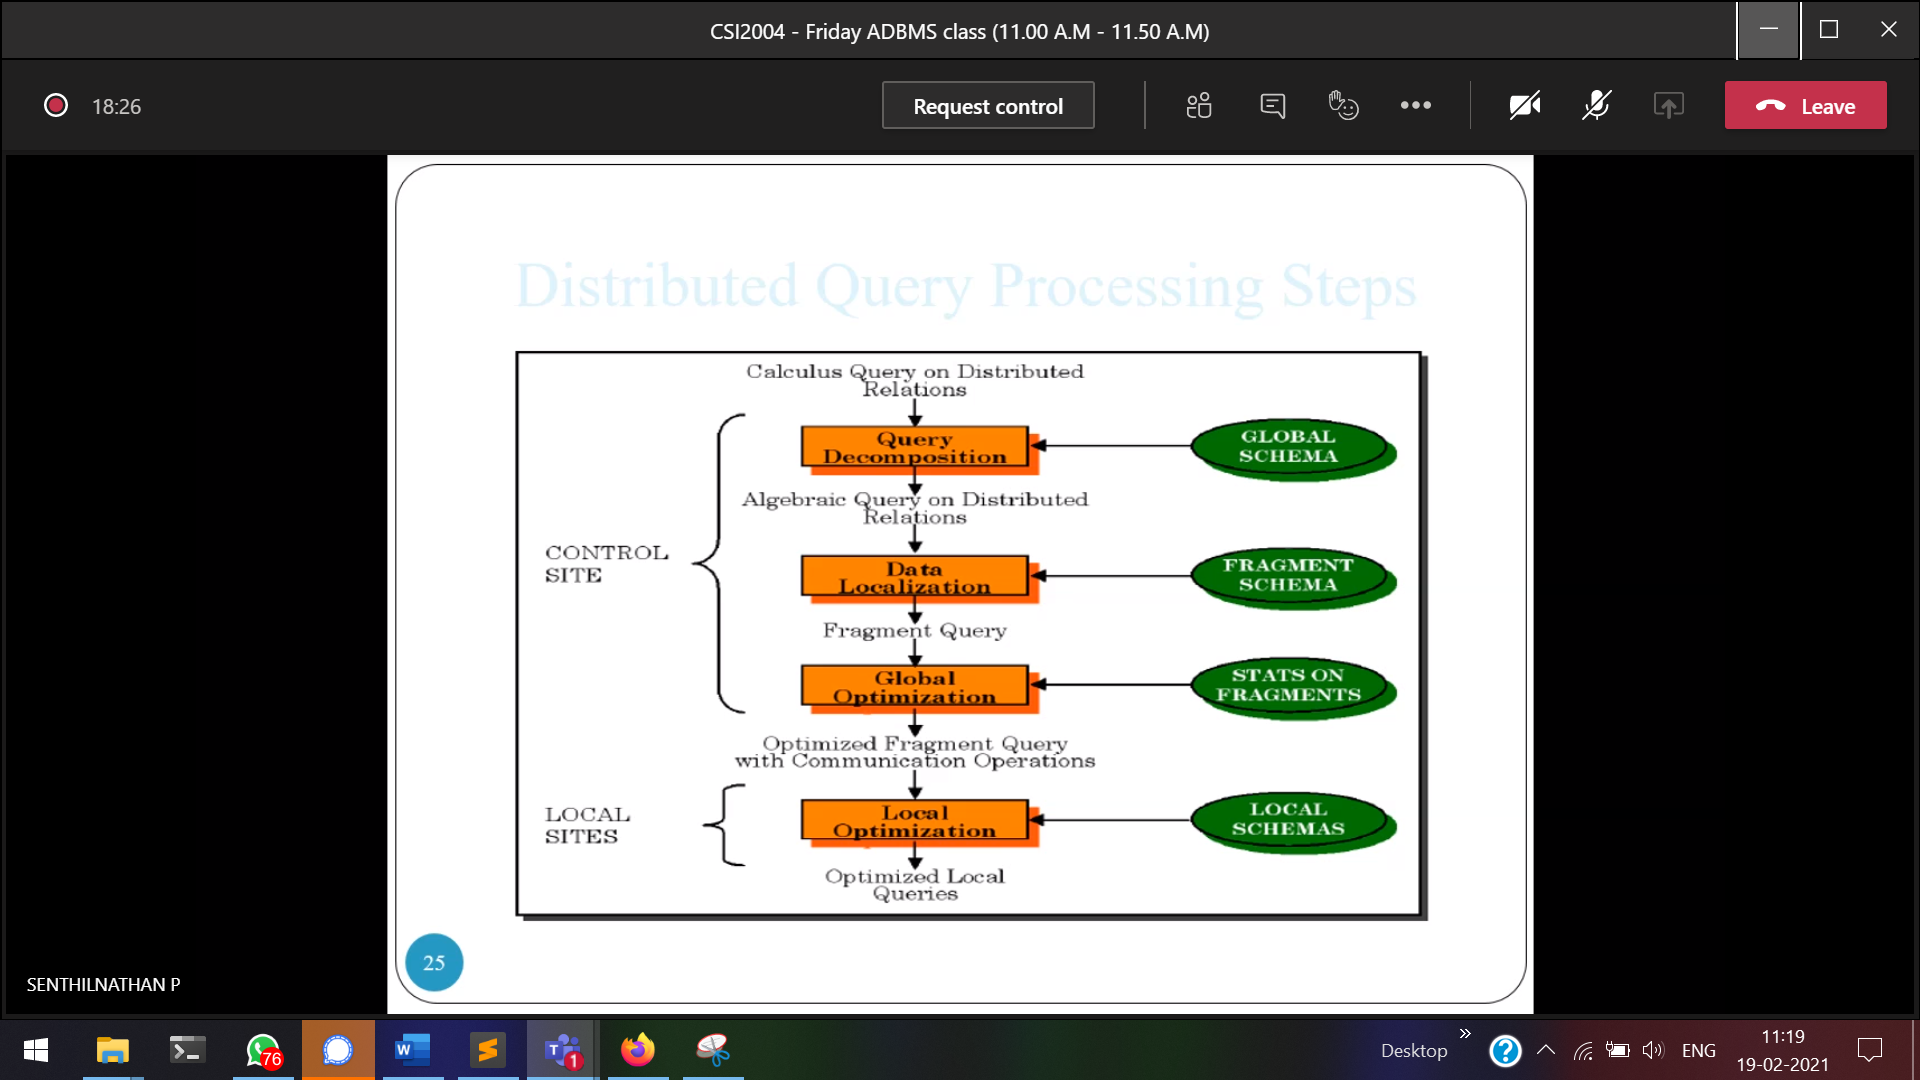 CSI2004 - Friday ADBMS class (11.00 A.M - 11.50 A.M)
18:26
Request control
Leave
Distributed Query Processing Steps
Calculus Query on Distributed
Relations
Query
Decomposition
GLOBAL
SCHEMA
Algebraic Query on Distributed
Relations
CONTROL
SITE
Data
Localization
FRAGMENT
SCHEMA
Fragment Query
Global
Optimization
STATS ON
FRAGMENTS
Optimized Fragment Query
with Communication Operations
LOCAL
SITES
Local
Optimization
LOCAL
SCHEMAS
Optimized Local
Queries
25
SENTHILNATHAN P
76
W
T
1
Desktop
ENG
11:19
19-02-2021